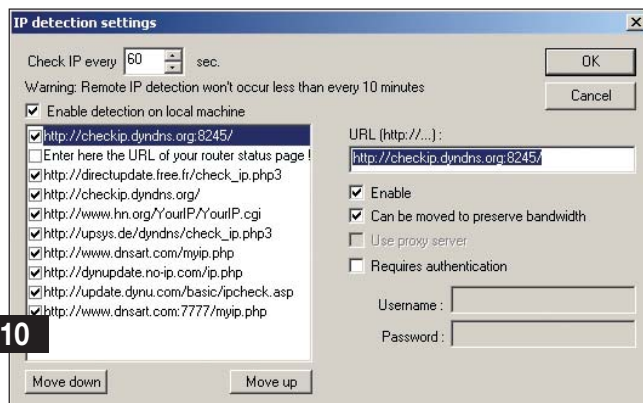 IP detection settings
Check IP every 60 sec.
Warning: Remote IP detection won't occur less than every 10 minutes
Enable detection on local machine
OK
Cancel
http://checkip.dyndns.org:8245/
Enter here the URL of your router status page !
http://directupdate.free.fr/check_ip.php3
http://checkip.dyndns.org/
http://www.hn.org/YourIP/YourIP.cgi
http://upsys.de/dyndns/check_ip.php3
http://www.dnsart.com/myip.php
http://dynupdate.no-ip.com/ip.php
http://update.dynu.com/basic/ipcheck.asp
http://www.dnsart.com:7777/myip.php
Move down
Move up
URL (http://...) :
http://checkip.dyndns.org:8245/
Enable
Can be moved to preserve bandwidth
Use proxy server
Requires authentication
Username :
Password :
10